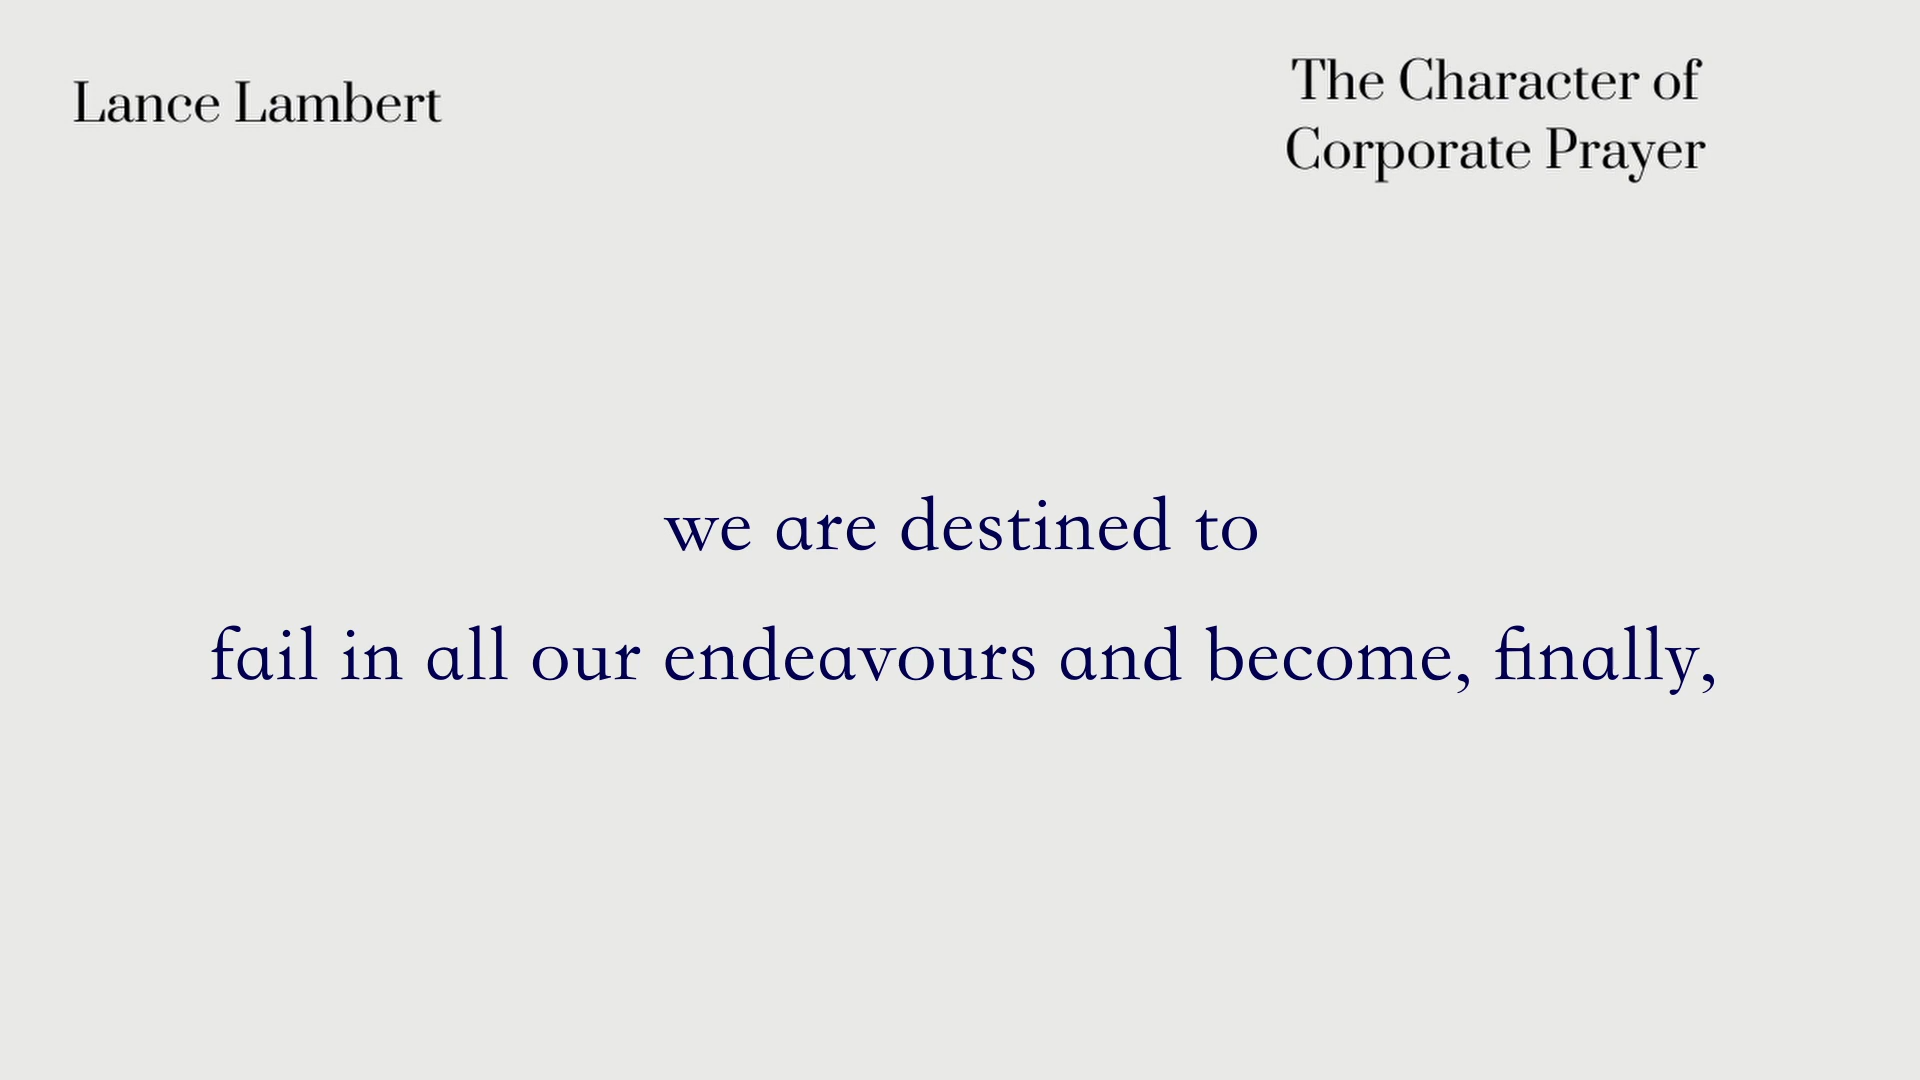 Lance Lambert
The Character of
Corporate Prayer
we are destined to
fail in all our endeavours and become, finally,